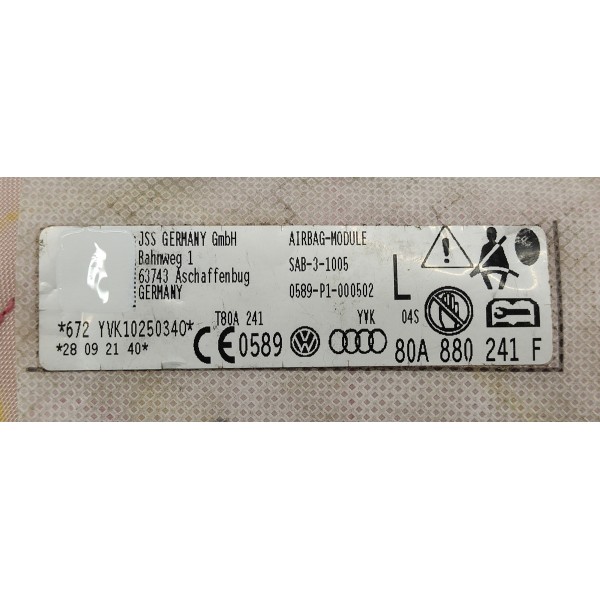 JSS GERMANY GmbH
Bahnweg 1
63743 Aschaffenbug
GERMANY
AIRBAG-MODULE
SAB-3-1005
0589-P1-000502
L
*672 YVK10250340*
*28 09 21 40*
T80A 241
YVK
04S
CE0589
80A 880 241 F